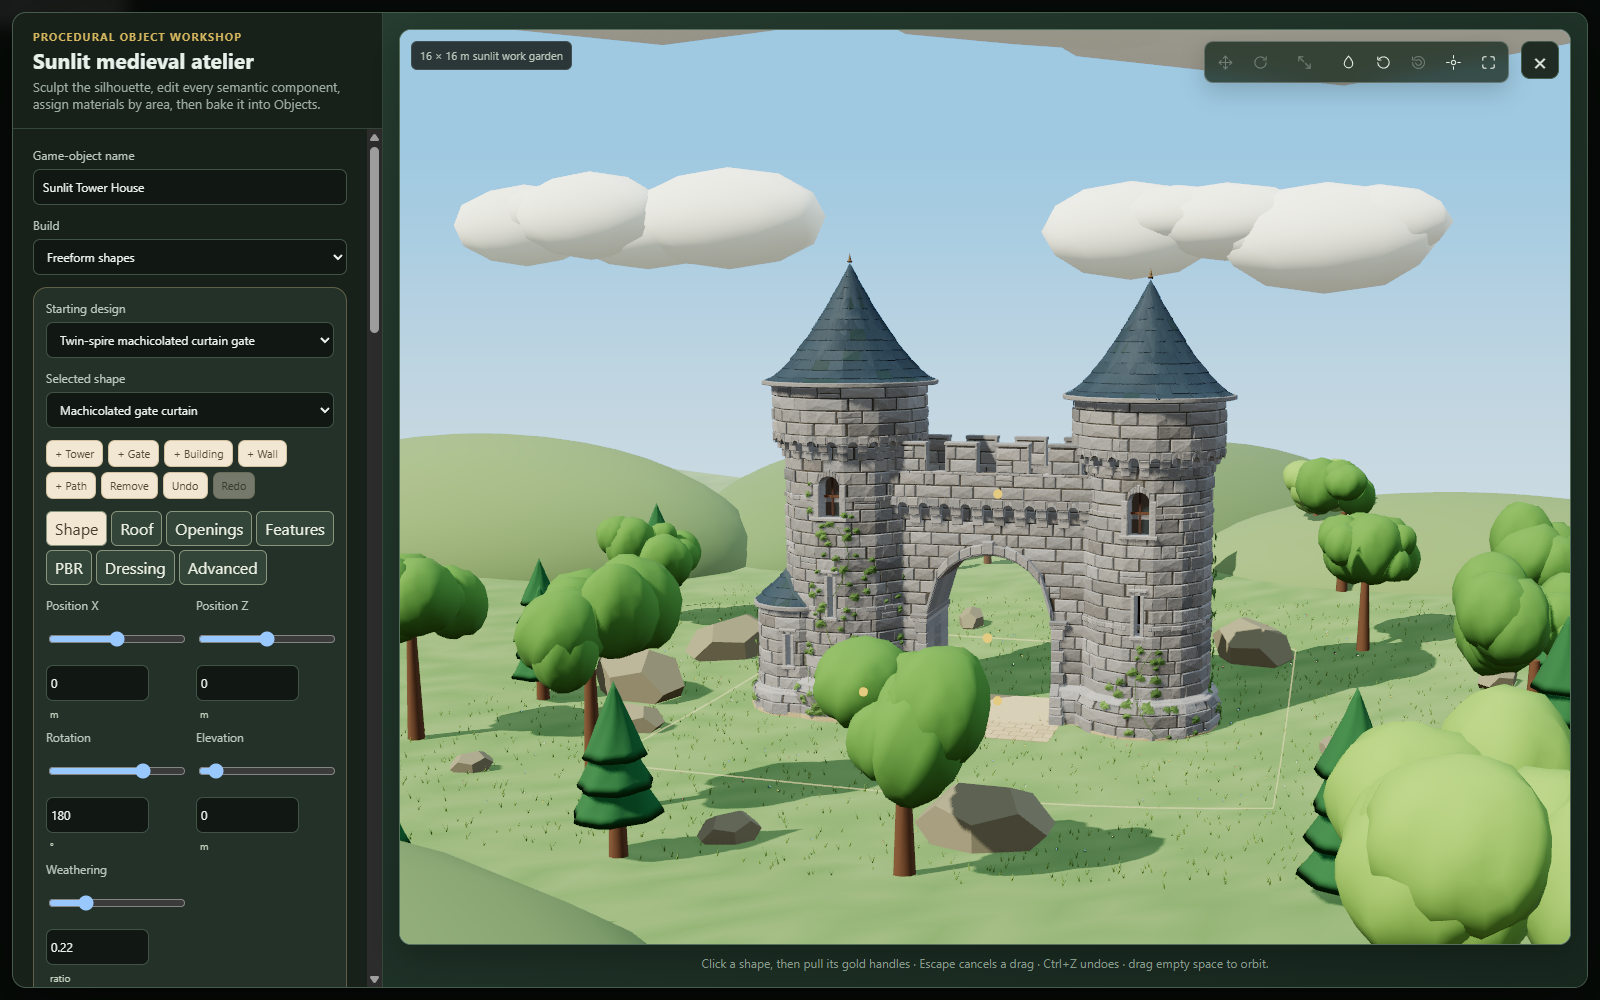 PROCEDURAL OBJECT WORKSHOP
Sunlit medieval atelier
Sculpt the silhouette, edit every semantic component,
assign materials by area, then bake it into Objects.
Game-object name
Sunlit Tower House
Build
Freeform shapes
Starting design
Twin-spire machicolated curtain gate
Selected shape
Machicolated gate curtain
+ Tower
+ Gate
+ Building
+ Wall
+ Path
Remove
Undo
Redo
Shape
Roof
Openings
Features
PBR
Dressing
Advanced
Position X
Position Z
0
0
m
m
Rotation
Elevation
180
0
°
m
Weathering
0.22
ratio
16 × 16 m sunlit work garden
Click a shape, then pull its gold handles · Escape cancels a drag · Ctrl+Z undoes · drag empty space to orbit.